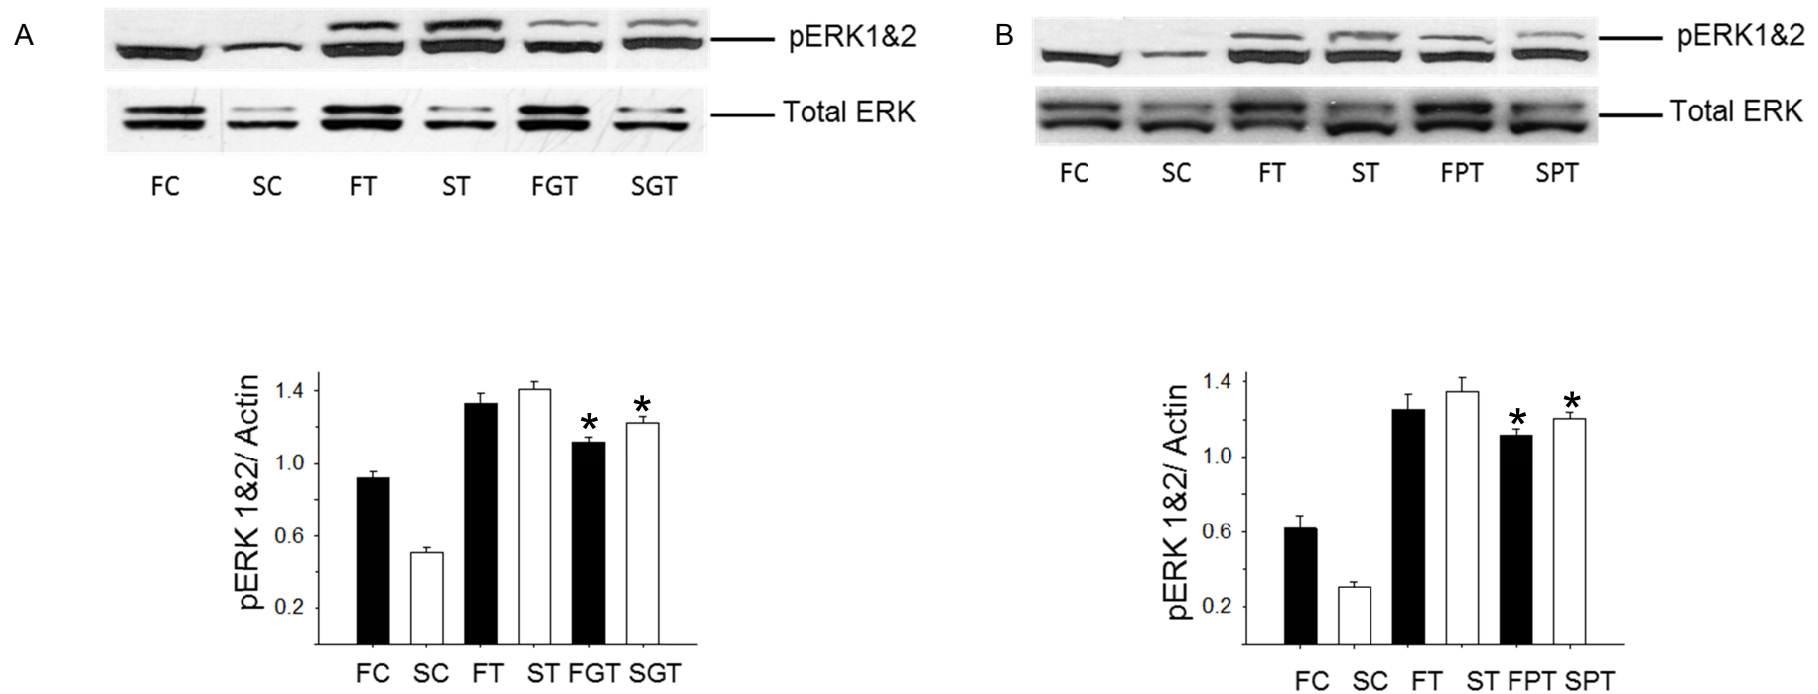 A
pERK1&2
Total ERK
FC SC FT ST FGT SGT
pERK 1&2/ Actin
1.4
1.0
0.6
0.2
* *
FC SC FT ST FGT SGT
B
pERK1&2
Total ERK
FC SC FT ST FPT SPT
pERK 1&2/ Actin
1.4
1.0
0.6
0.2
* *
FC SC FT ST FPT SPT